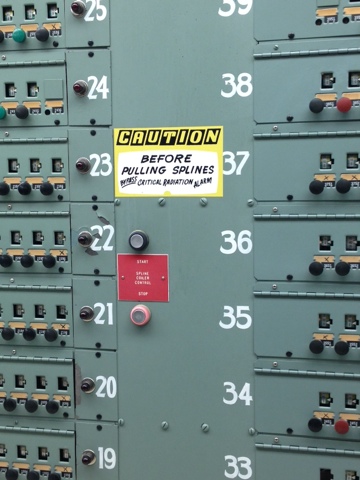 25
39
24
38
CAUTION
BEFORE
PULLING SPLINES
BYPASS CRITICAL RADIATION ALARM
23
37
22
36
START
SPLINE
COOLER
CONTROL
STOP
21
35
20
34
19
33